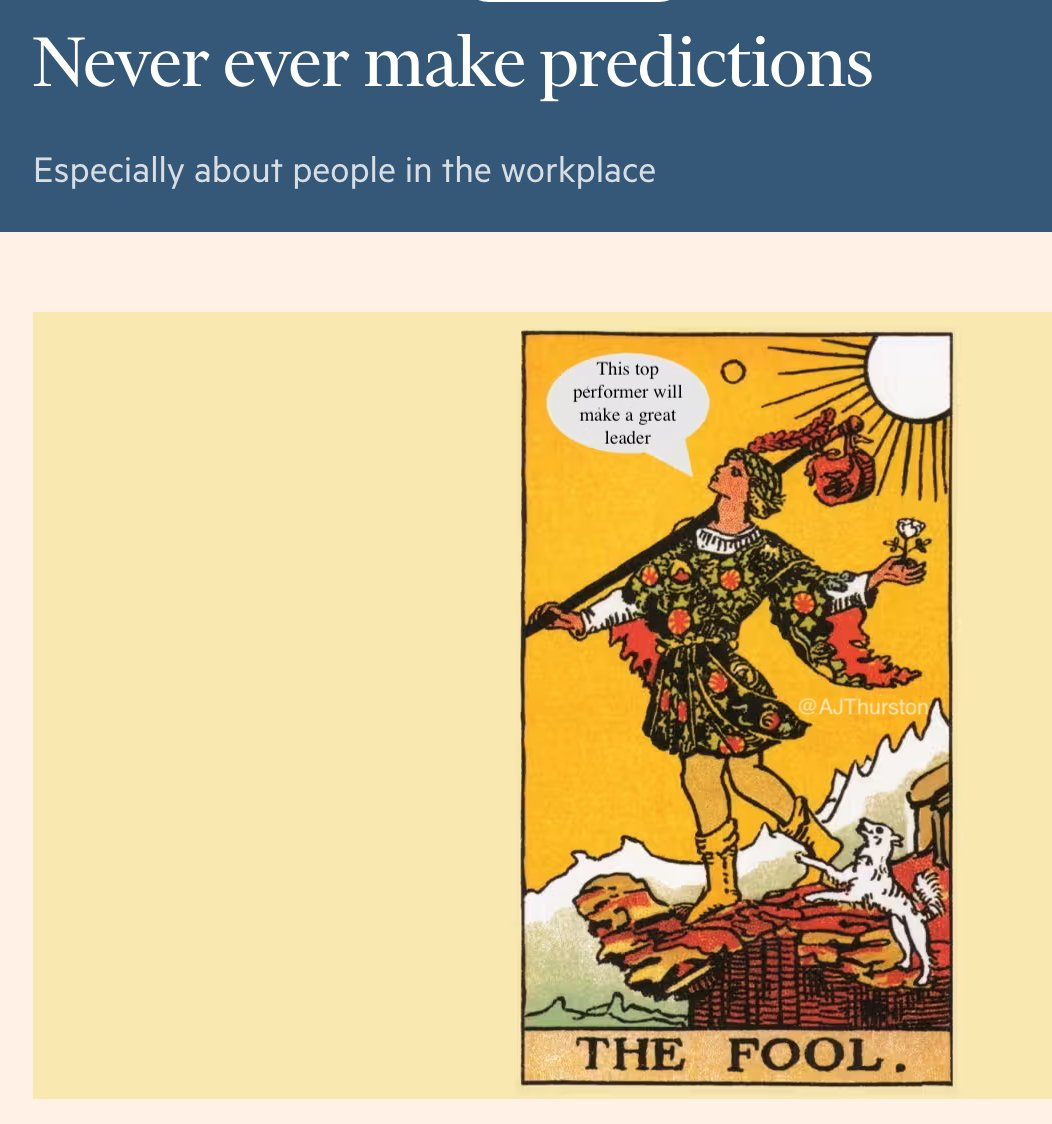 Never ever make predictions
Especially about people in the workplace
This top
performer will
make a great
leader
@AJThurston
THE FOOL.